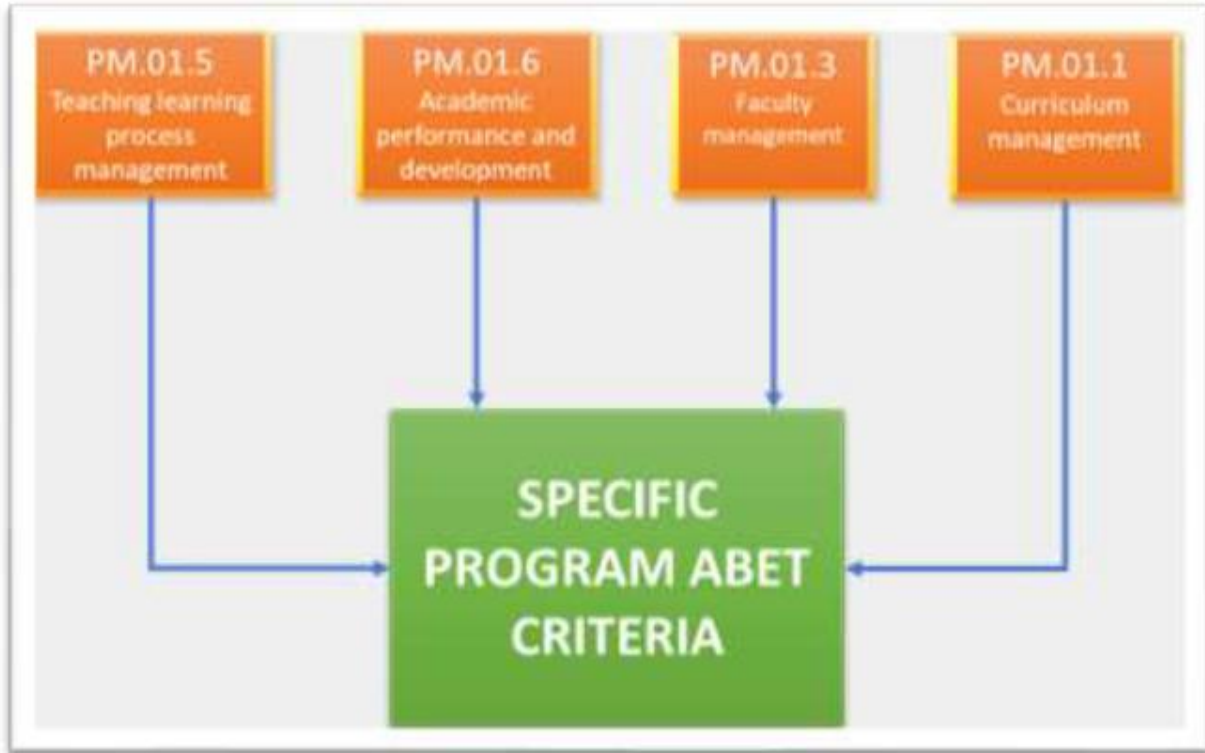 PM.01.5
Teaching learning
process
management
PM.01.6
Academic
performance and
development
PM.01.3
Faculty
management
PM.01.1
Curriculum
management
SPECIFIC
PROGRAM ABET
CRITERIA